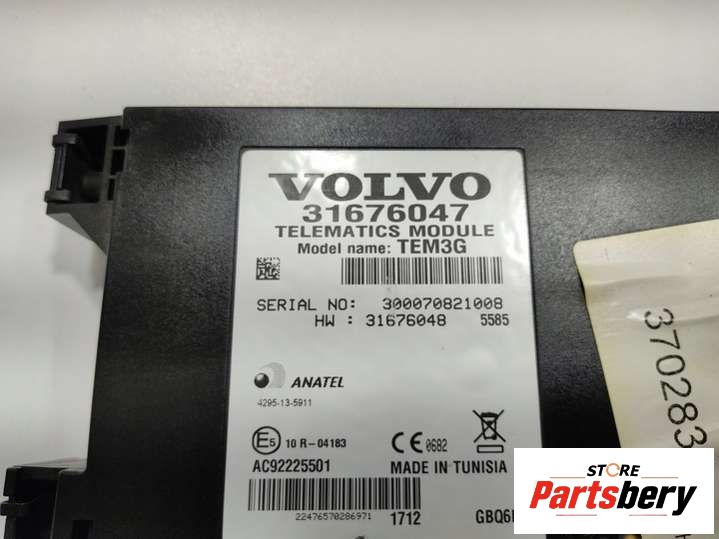 VOLVO
31676047
TELEMATICS MODULE
Model name: TEM3G
SERIAL NO: 300070821008
HW : 31676048 5585
ANATEL
4295-13-5911
E5 10 R-04183 CE 0682
AC92225501 MADE IN TUNISIA
22476570286971 1712 GBQ6
370283
STORE
Partsbery